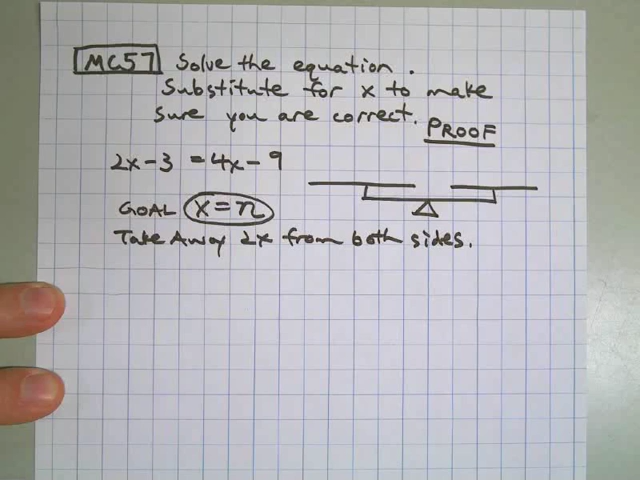 MC57 Solve the equation.
Substitute for x to make
sure you are correct.
PROOF
2x-3 = 4x-9
GOAL x=n
Take Away 2x from both sides.